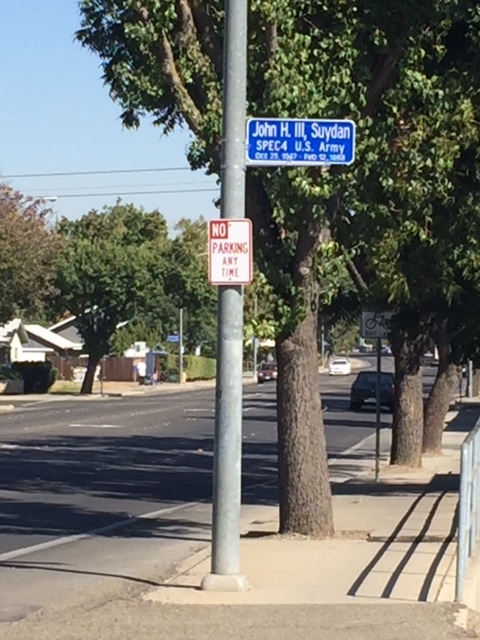 John H. III, Suydan
SPEC4 U.S. Army
Oct 25, 1947 - Feb 12, 1968
NO
PARKING
ANY
TIME